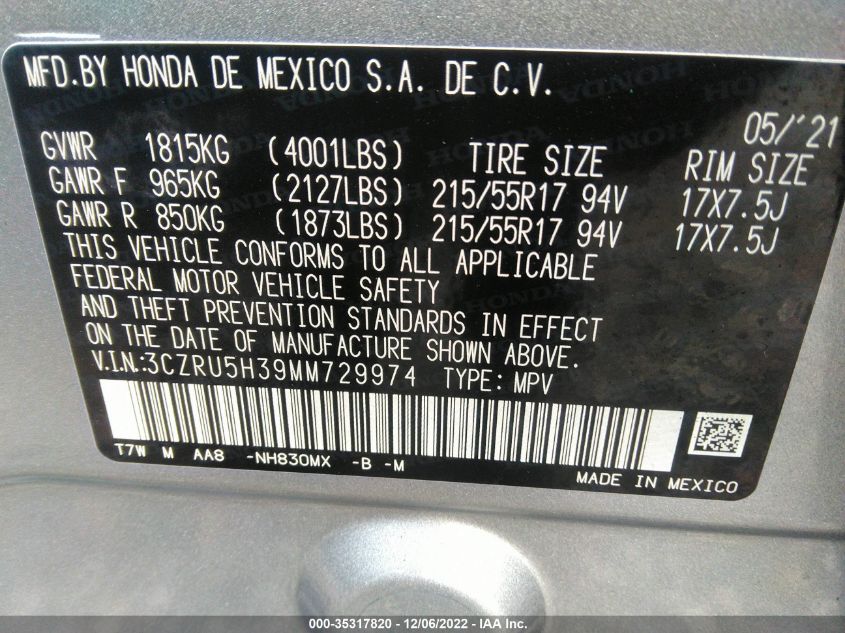 MFD.BY HONDA DE MEXICO S.A. DE C.V.
05/'21
GVWR 1815KG (4001LBS) TIRE SIZE RIM SIZE
GAWR F 965KG (2127LBS) 215/55R17 94V 17X7.5J
GAWR R 850KG (1873LBS) 215/55R17 94V 17X7.5J
THIS VEHICLE CONFORMS TO ALL APPLICABLE
FEDERAL MOTOR VEHICLE SAFETY
AND THEFT PREVENTION STANDARDS IN EFFECT
ON THE DATE OF MANUFACTURE SHOWN ABOVE.
V.I.N.:3CZRU5H39MM729974 TYPE: MPV
T7W M AA8 -NH830MX -B -M
MADE IN MEXICO
000-35317820 - 12/06/2022 - IAA Inc.